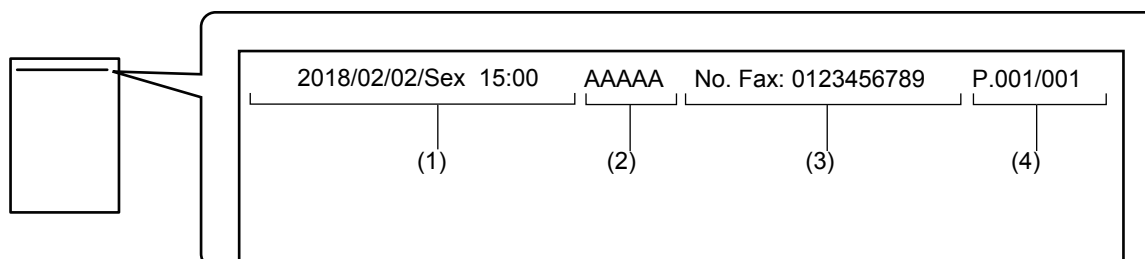 2018/02/02/Sex 15:00 AAAAA No. Fax: 0123456789 P.001/001
(1) (2) (3) (4)